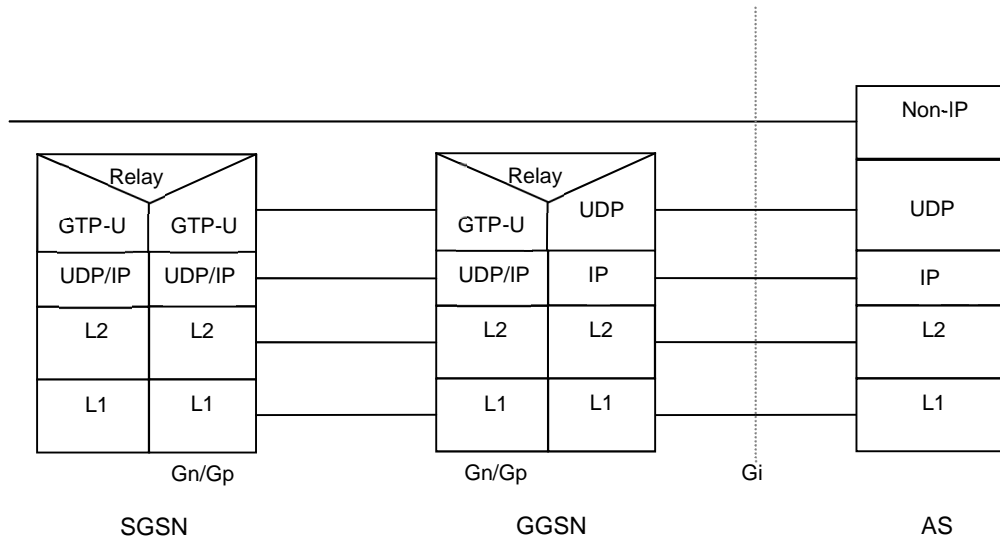 Non-IP
Relay
Relay
GTP-U GTP-U
GTP-U UDP
UDP
UDP/IP UDP/IP
UDP/IP IP
IP
L2 L2
L2 L2
L2
L1 L1
L1 L1
L1
Gn/Gp
Gn/Gp
Gi
SGSN
GGSN
AS